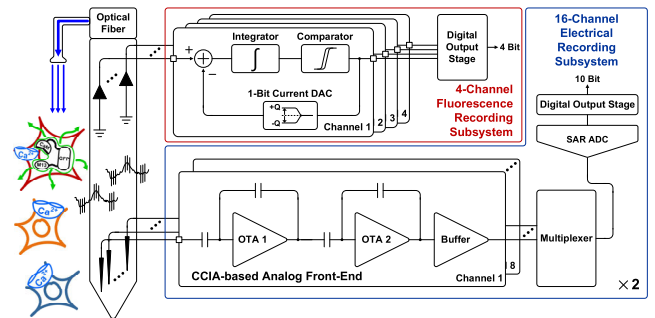 Optical
Fiber
Integrator
Comparator
+
−
1-Bit Current DAC
+Q
-Q
Channel 1
2
3
4
Digital
Output
Stage
4 Bit
4-Channel
Fluorescence
Recording
Subsystem
16-Channel
Electrical
Recording
Subsystem
10 Bit
Digital Output Stage
SAR ADC
Ca2+
GFP
M13
OTA 1
OTA 2
Buffer
Multiplexer
CCIA-based Analog Front-End
Channel 1
8
×2
Ca2+
Ca2+